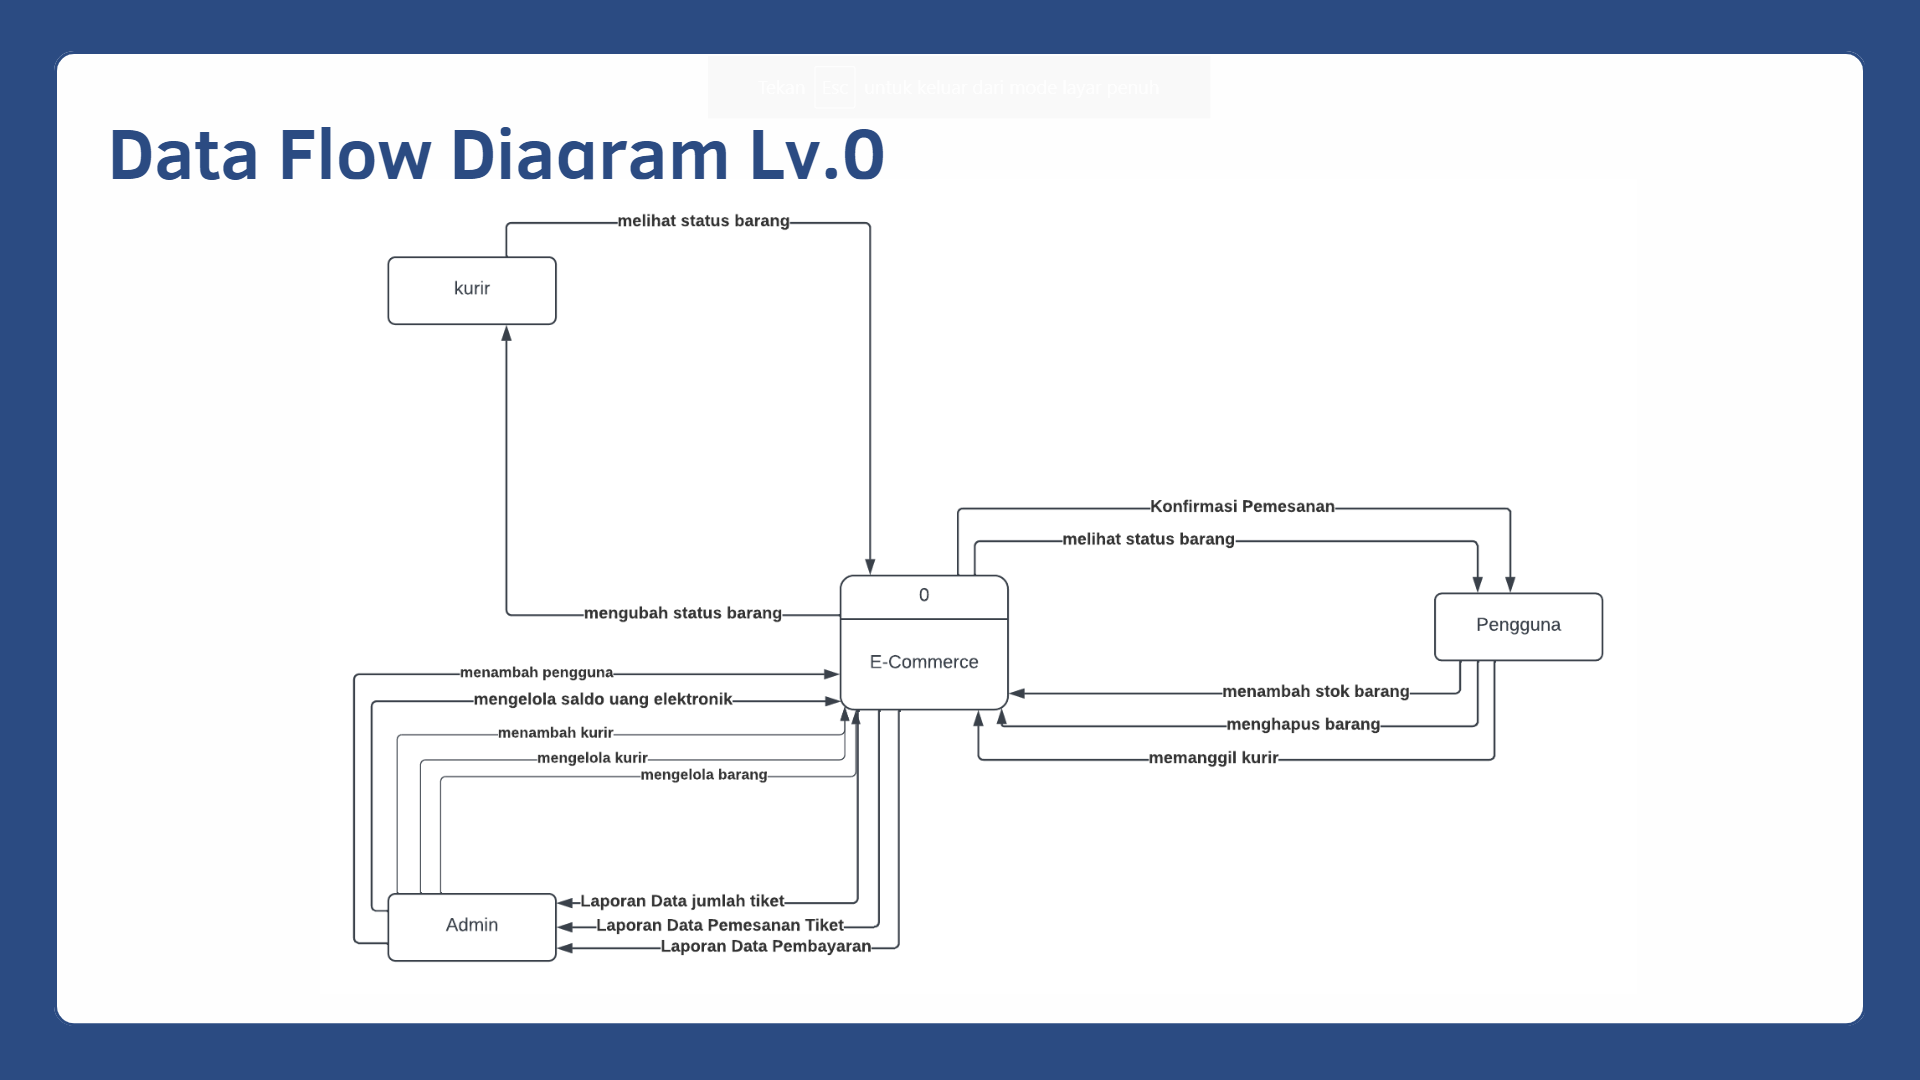 Tekan Esc untuk keluar dari mode layar penuh
Data Flow Diagram Lv.0
melihat status barang
kurir
Konfirmasi Pemesanan
melihat status barang
0
mengubah status barang
Pengguna
E-Commerce
menambah pengguna
menambah stok barang
mengelola saldo uang elektronik
menghapus barang
menambah kurir
mengelola kurir
memanggil kurir
mengelola barang
Laporan Data jumlah tiket
Admin
Laporan Data Pemesanan Tiket
Laporan Data Pembayaran